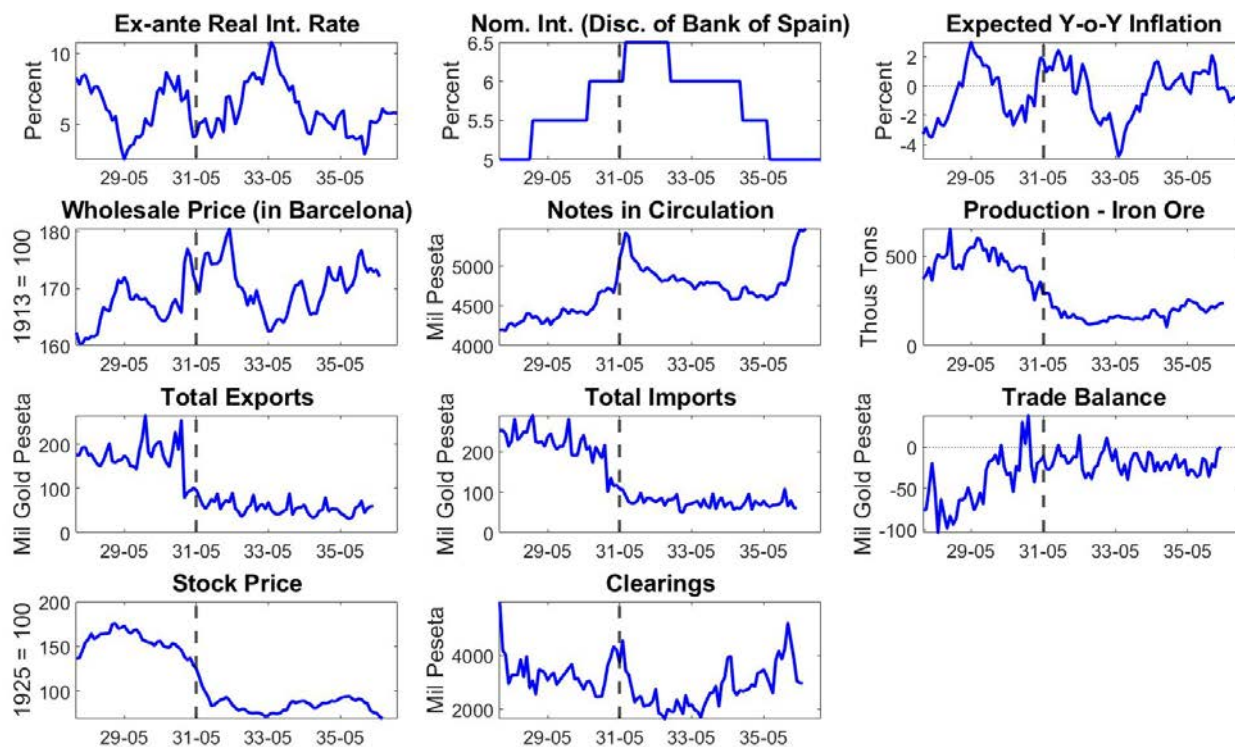 Ex-ante Real Int. Rate
Percent
10
5
29-05 31-05 33-05 35-05
Nom. Int. (Disc. of Bank of Spain)
Percent
6.5
6
5.5
5
29-05 31-05 33-05 35-05
Expected Y-o-Y Inflation
Percent
2
0
-2
-4
29-05 31-05 33-05 35-05
Wholesale Price (in Barcelona)
1913 = 100
180
170
160
29-05 31-05 33-05 35-05
Notes in Circulation
Mil Peseta
5000
4500
4000
29-05 31-05 33-05 35-05
Production - Iron Ore
Thous Tons
500
0
29-05 31-05 33-05 35-05
Total Exports
Mil Gold Peseta
200
100
0
29-05 31-05 33-05 35-05
Total Imports
Mil Gold Peseta
200
100
0
29-05 31-05 33-05 35-05
Trade Balance
Mil Gold Peseta
0
-50
-100
29-05 31-05 33-05 35-05
Stock Price
1925 = 100
200
150
100
29-05 31-05 33-05 35-05
Clearings
Mil Peseta
4000
2000
29-05 31-05 33-05 35-05